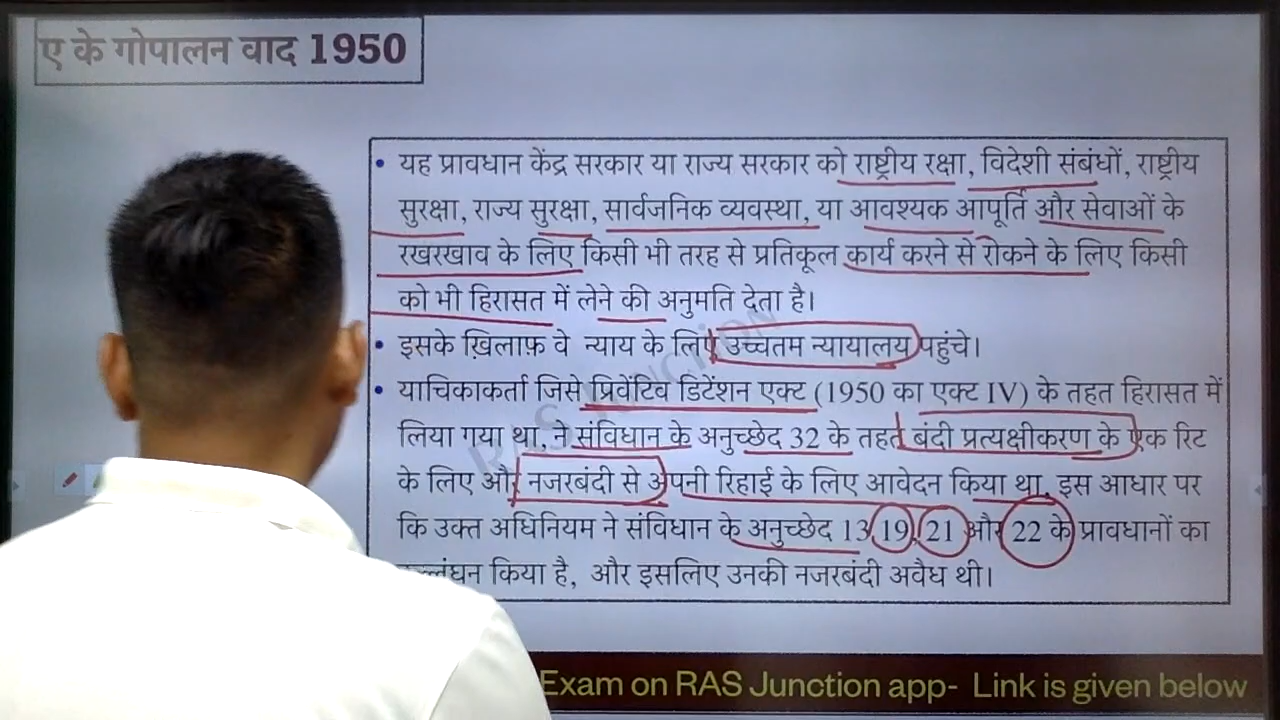 ए के गोपालन वाद 1950
• यह प्रावधान केंद्र सरकार या राज्य सरकार को राष्ट्रीय रक्षा, विदेशी संबंधों, राष्ट्रीय
सुरक्षा, राज्य सुरक्षा, सार्वजनिक व्यवस्था, या आवश्यक आपूर्ति और सेवाओं के
रखरखाव के लिए किसी भी तरह से प्रतिकूल कार्य करने से रोकने के लिए किसी
को भी हिरासत में लेने की अनुमति देता है।
• इसके ख़िलाफ़ वे न्याय के लिए उच्चतम न्यायालय पहुंचे।
• याचिकाकर्ता जिसे प्रिवेंटिव डिटेंशन एक्ट (1950 का एक्ट IV) के तहत हिरासत में
लिया गया था, ने संविधान के अनुच्छेद 32 के तहत बंदी प्रत्यक्षीकरण के एक रिट
के लिए और नजरबंदी से अपनी रिहाई के लिए आवेदन किया था, इस आधार पर
कि उक्त अधिनियम ने संविधान के अनुच्छेद 13, 19, 21 और 22 के प्रावधानों का
किया है, और इसलिए उनकी नजरबंदी अवैध थी।
RAS JUNCTION
Exam on RAS Junction app- Link is given below